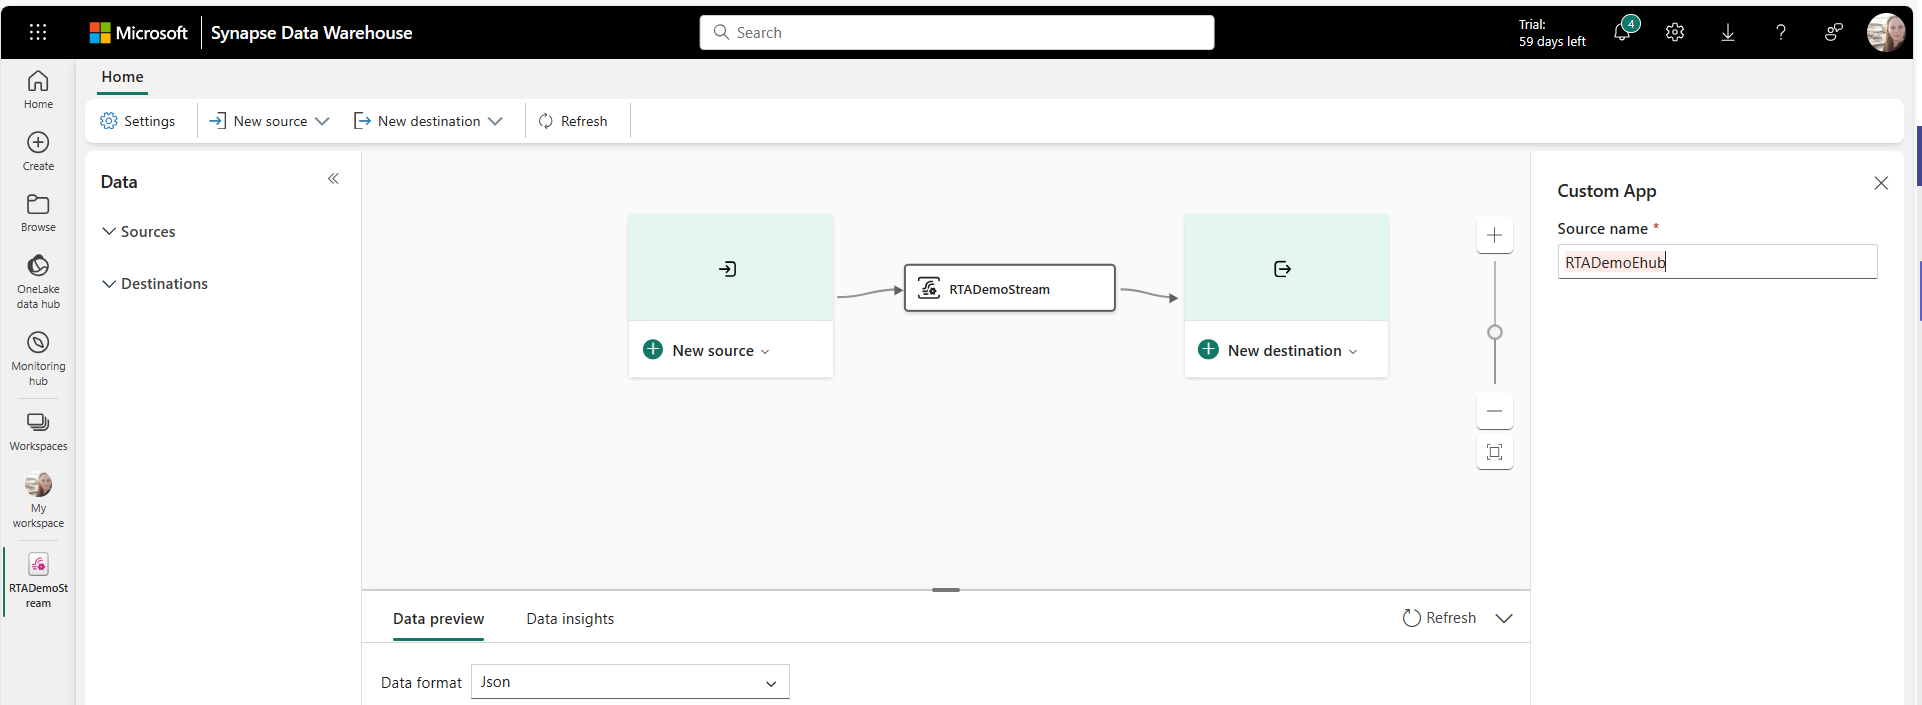 Microsoft
Synapse Data Warehouse
Search
Trial:
59 days left
4
Home
Settings
New source
New destination
Refresh
Home
Create
Browse
OneLake
data hub
Monitoring
hub
Workspaces
My
workspace
RTADemoSt
ream
Data
Sources
Destinations
New source
RTADemoStream
New destination
Custom App
Source name *
RTADemoEhub
Data preview
Data insights
Refresh
Data format
Json